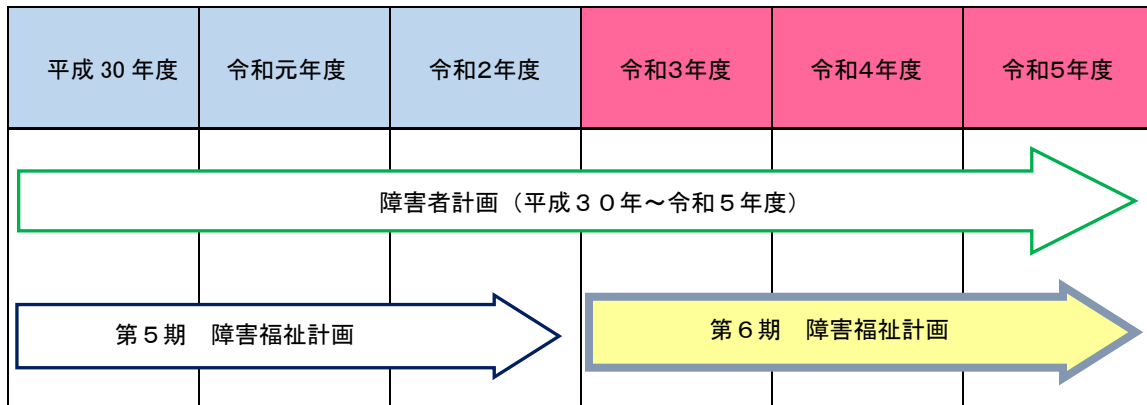 平成 30 年度 令和元年度 令和２年度 令和３年度 令和４年度 令和５年度
障害者計画（平成３０年～令和５年度）
第５期　障害福祉計画 第６期　障害福祉計画